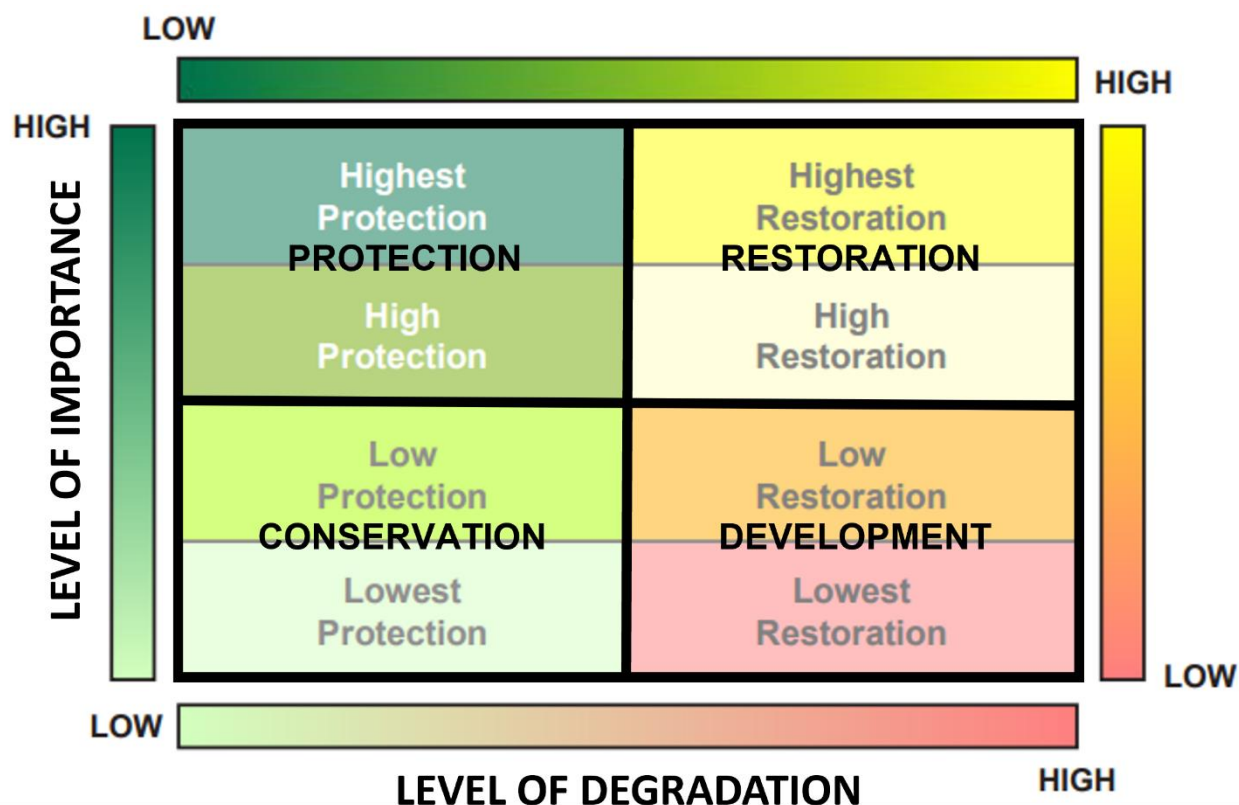 LOW
HIGH
HIGH
LEVEL OF IMPORTANCE
Highest
Protection
PROTECTION
High
Protection
Highest
Restoration
RESTORATION
High
Restoration
Low
Protection
CONSERVATION
Lowest
Protection
Low
Restoration
DEVELOPMENT
Lowest
Restoration
LOW
LOW
HIGH
LEVEL OF DEGRADATION